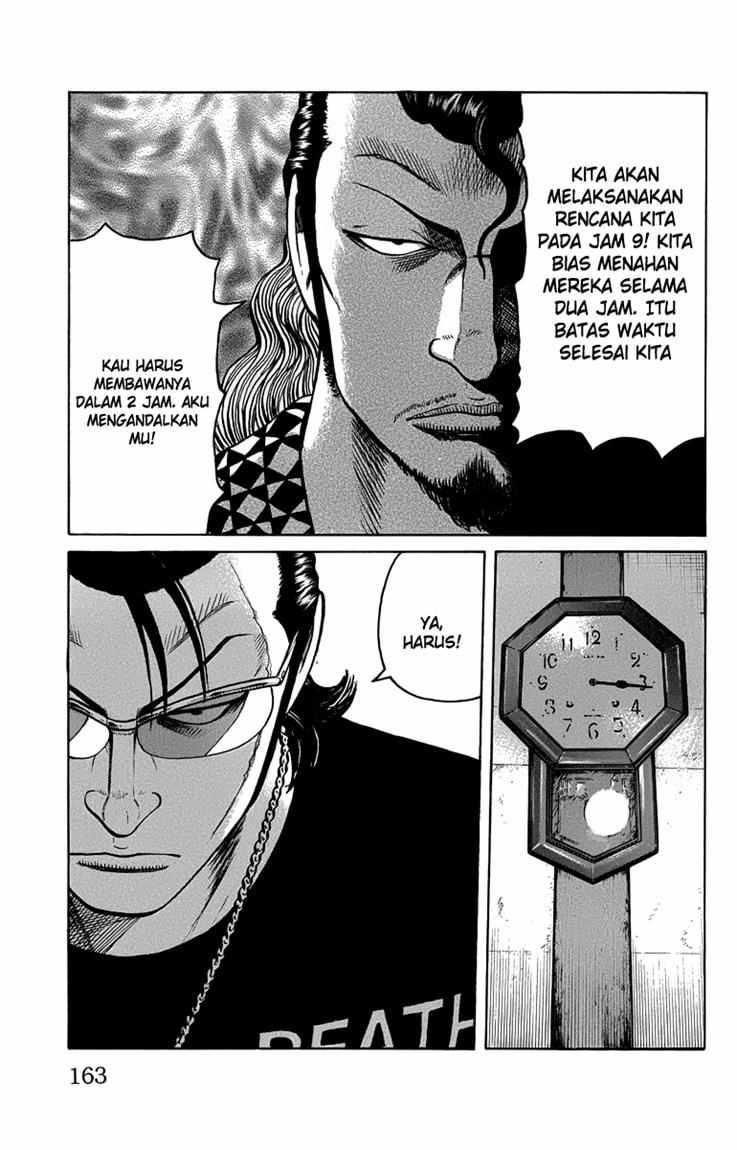 KITA AKAN
MELAKSANAKAN
RENCANA KITA
PADA JAM 9! KITA
BIAS MENAHAN
MEREKA SELAMA
DUA JAM. ITU
BATAS WAKTU
SELESAI KITA
KAU HARUS
MEMBAWANYA
DALAM 2 JAM. AKU
MENGANDALKAN
MU!
YA,
HARUS!
11 12 1
10 2
9 3
8 4
7 6 5
DEATH
163